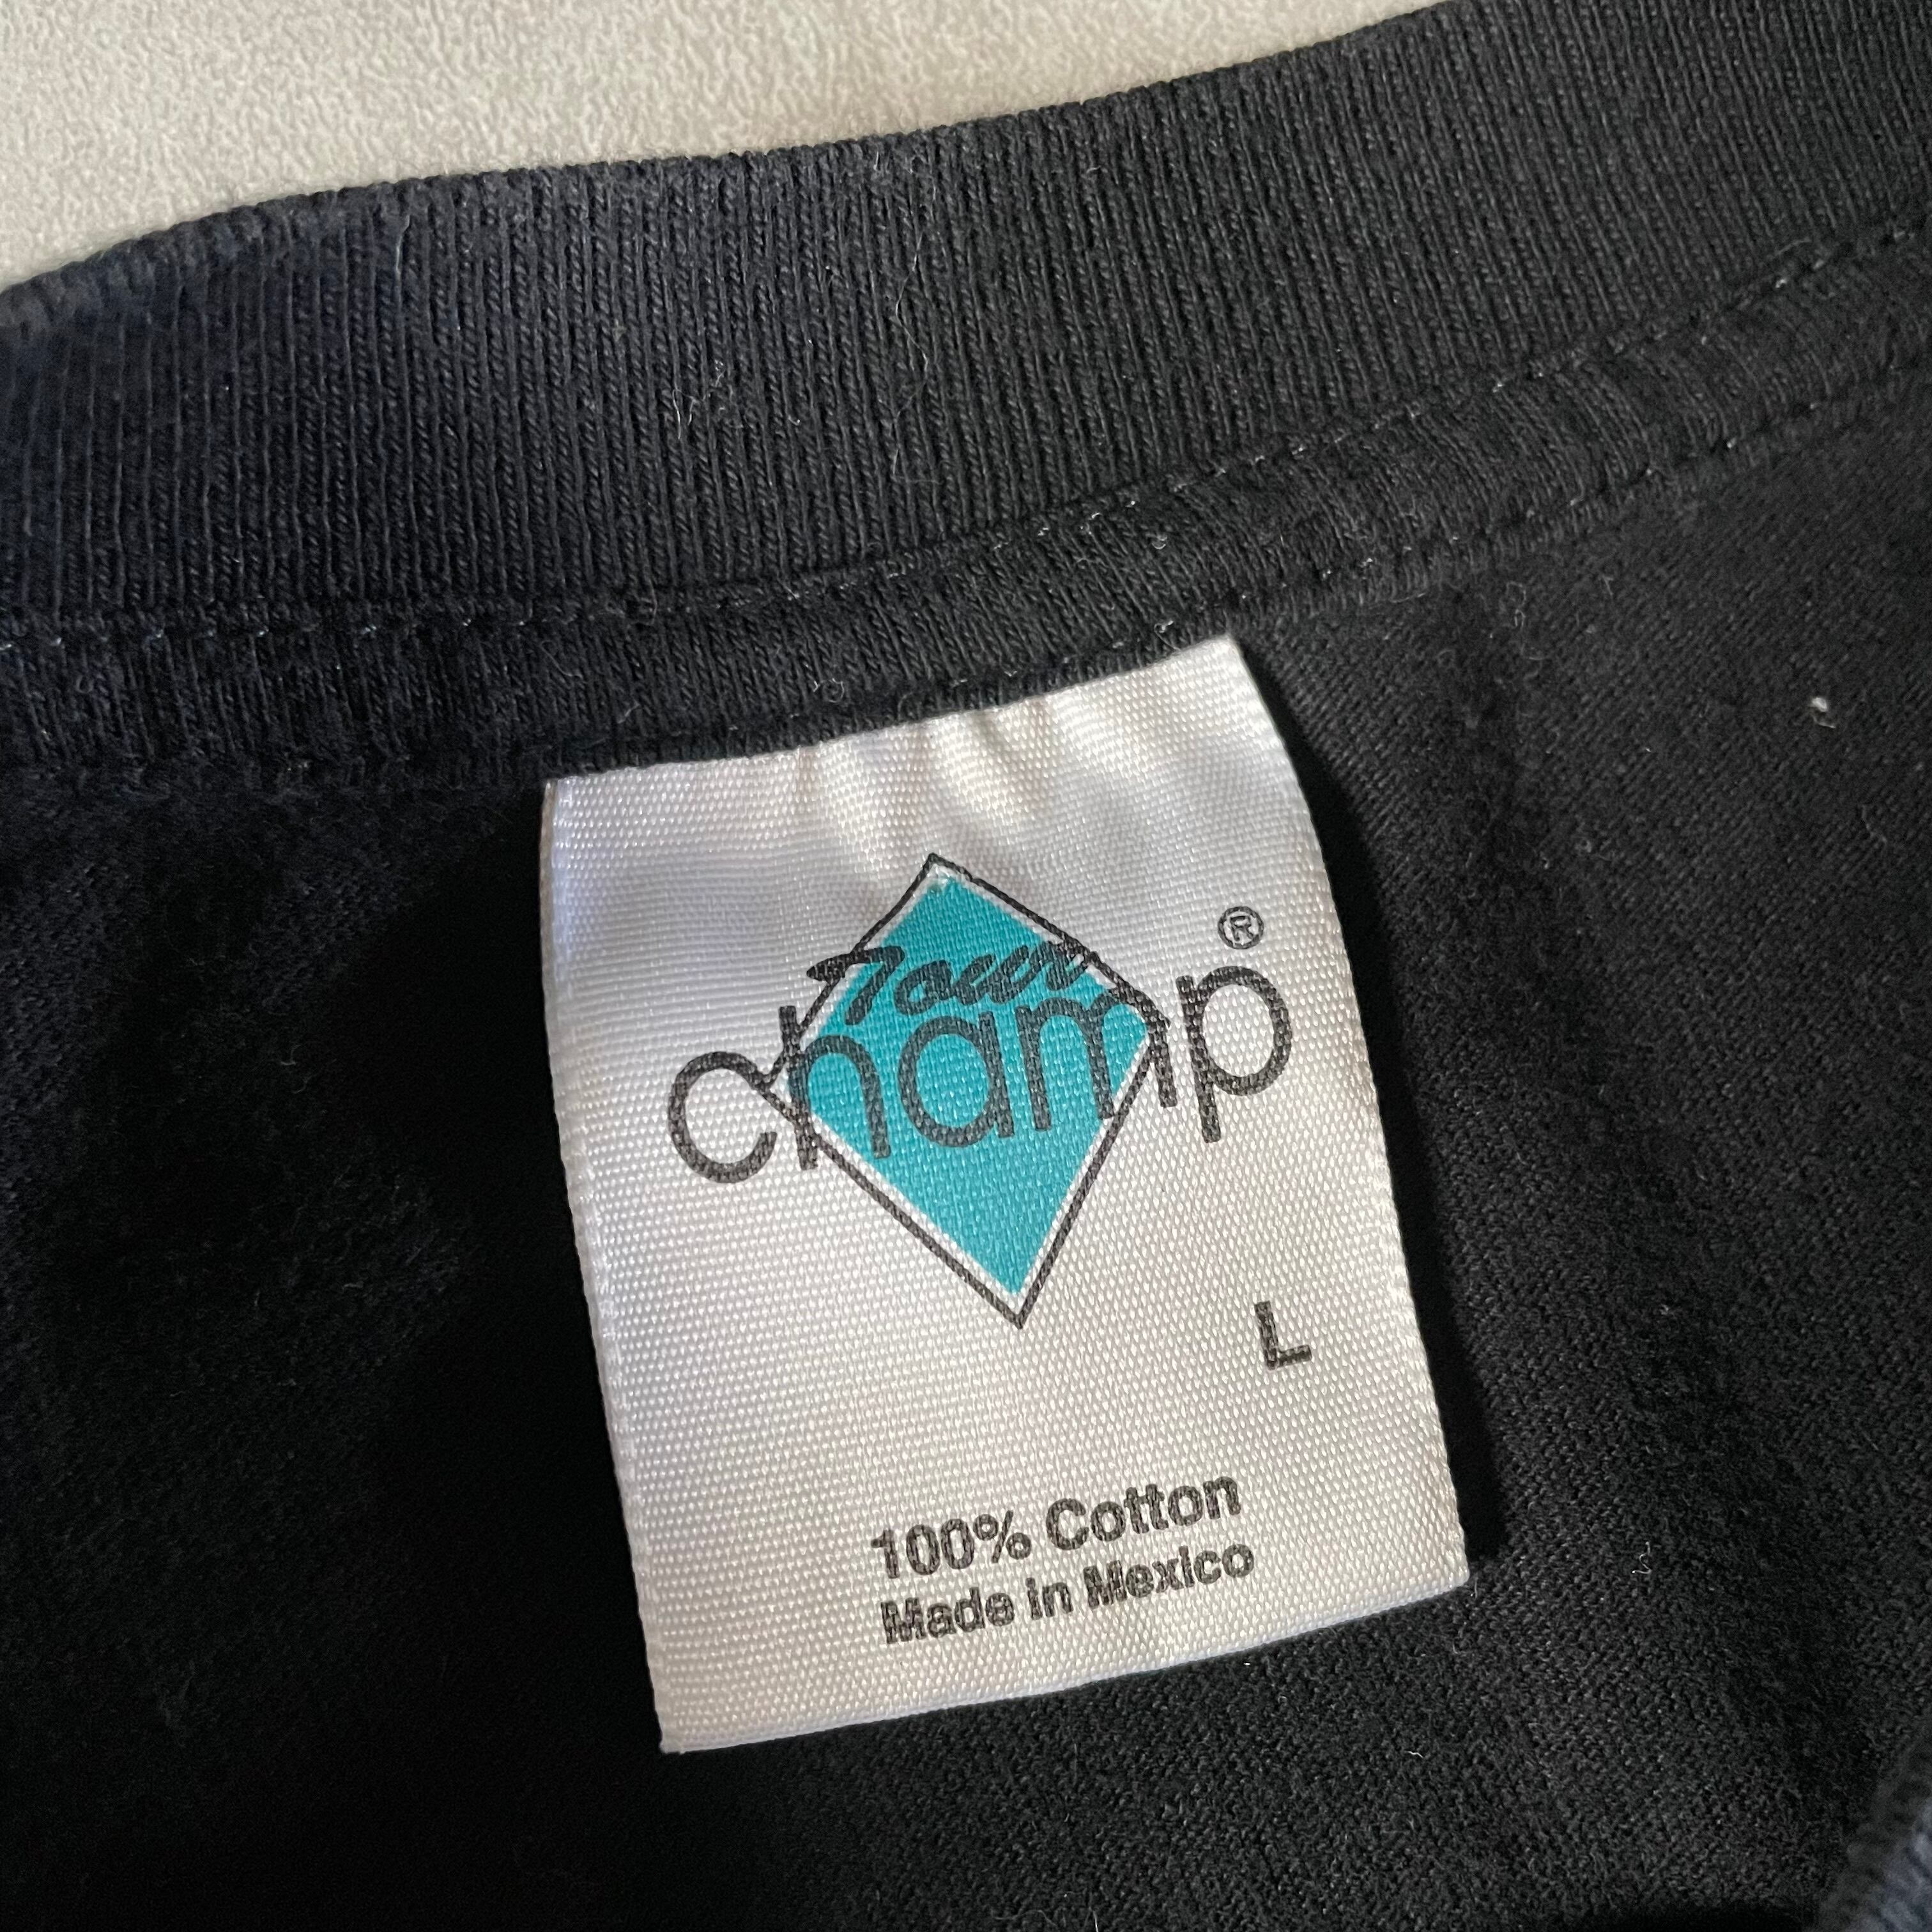 Tour
champ®
L
100% Cotton
Made in Mexico